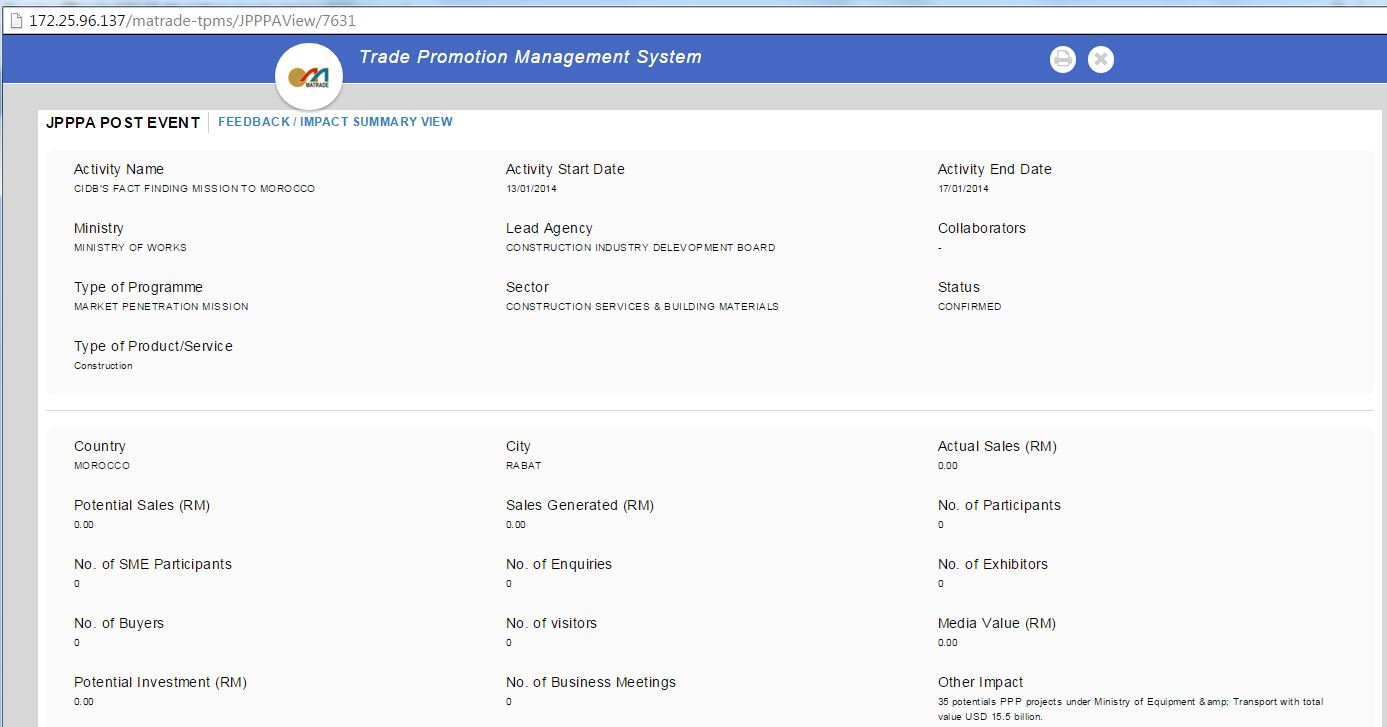 172.25.96.137/matrade-tpms/JPPPAView/7631
MATRADE
Trade Promotion Management System
JPPPA POST EVENT FEEDBACK / IMPACT SUMMARY VIEW
Activity Name
CIDB'S FACT FINDING MISSION TO MOROCCO
Activity Start Date
13/01/2014
Activity End Date
17/01/2014
Ministry
MINISTRY OF WORKS
Lead Agency
CONSTRUCTION INDUSTRY DELEVOPMENT BOARD
Collaborators
-
Type of Programme
MARKET PENETRATION MISSION
Sector
CONSTRUCTION SERVICES & BUILDING MATERIALS
Status
CONFIRMED
Type of Product/Service
Construction
Country
MOROCCO
City
RABAT
Actual Sales (RM)
0.00
Potential Sales (RM)
0.00
Sales Generated (RM)
0.00
No. of Participants
0
No. of SME Participants
0
No. of Enquiries
0
No. of Exhibitors
0
No. of Buyers
0
No. of visitors
0
Media Value (RM)
0.00
Potential Investment (RM)
0.00
No. of Business Meetings
0
Other Impact
35 potentials PPP projects under Ministry of Equipment &amp; Transport with total
value USD 15.5 billion.